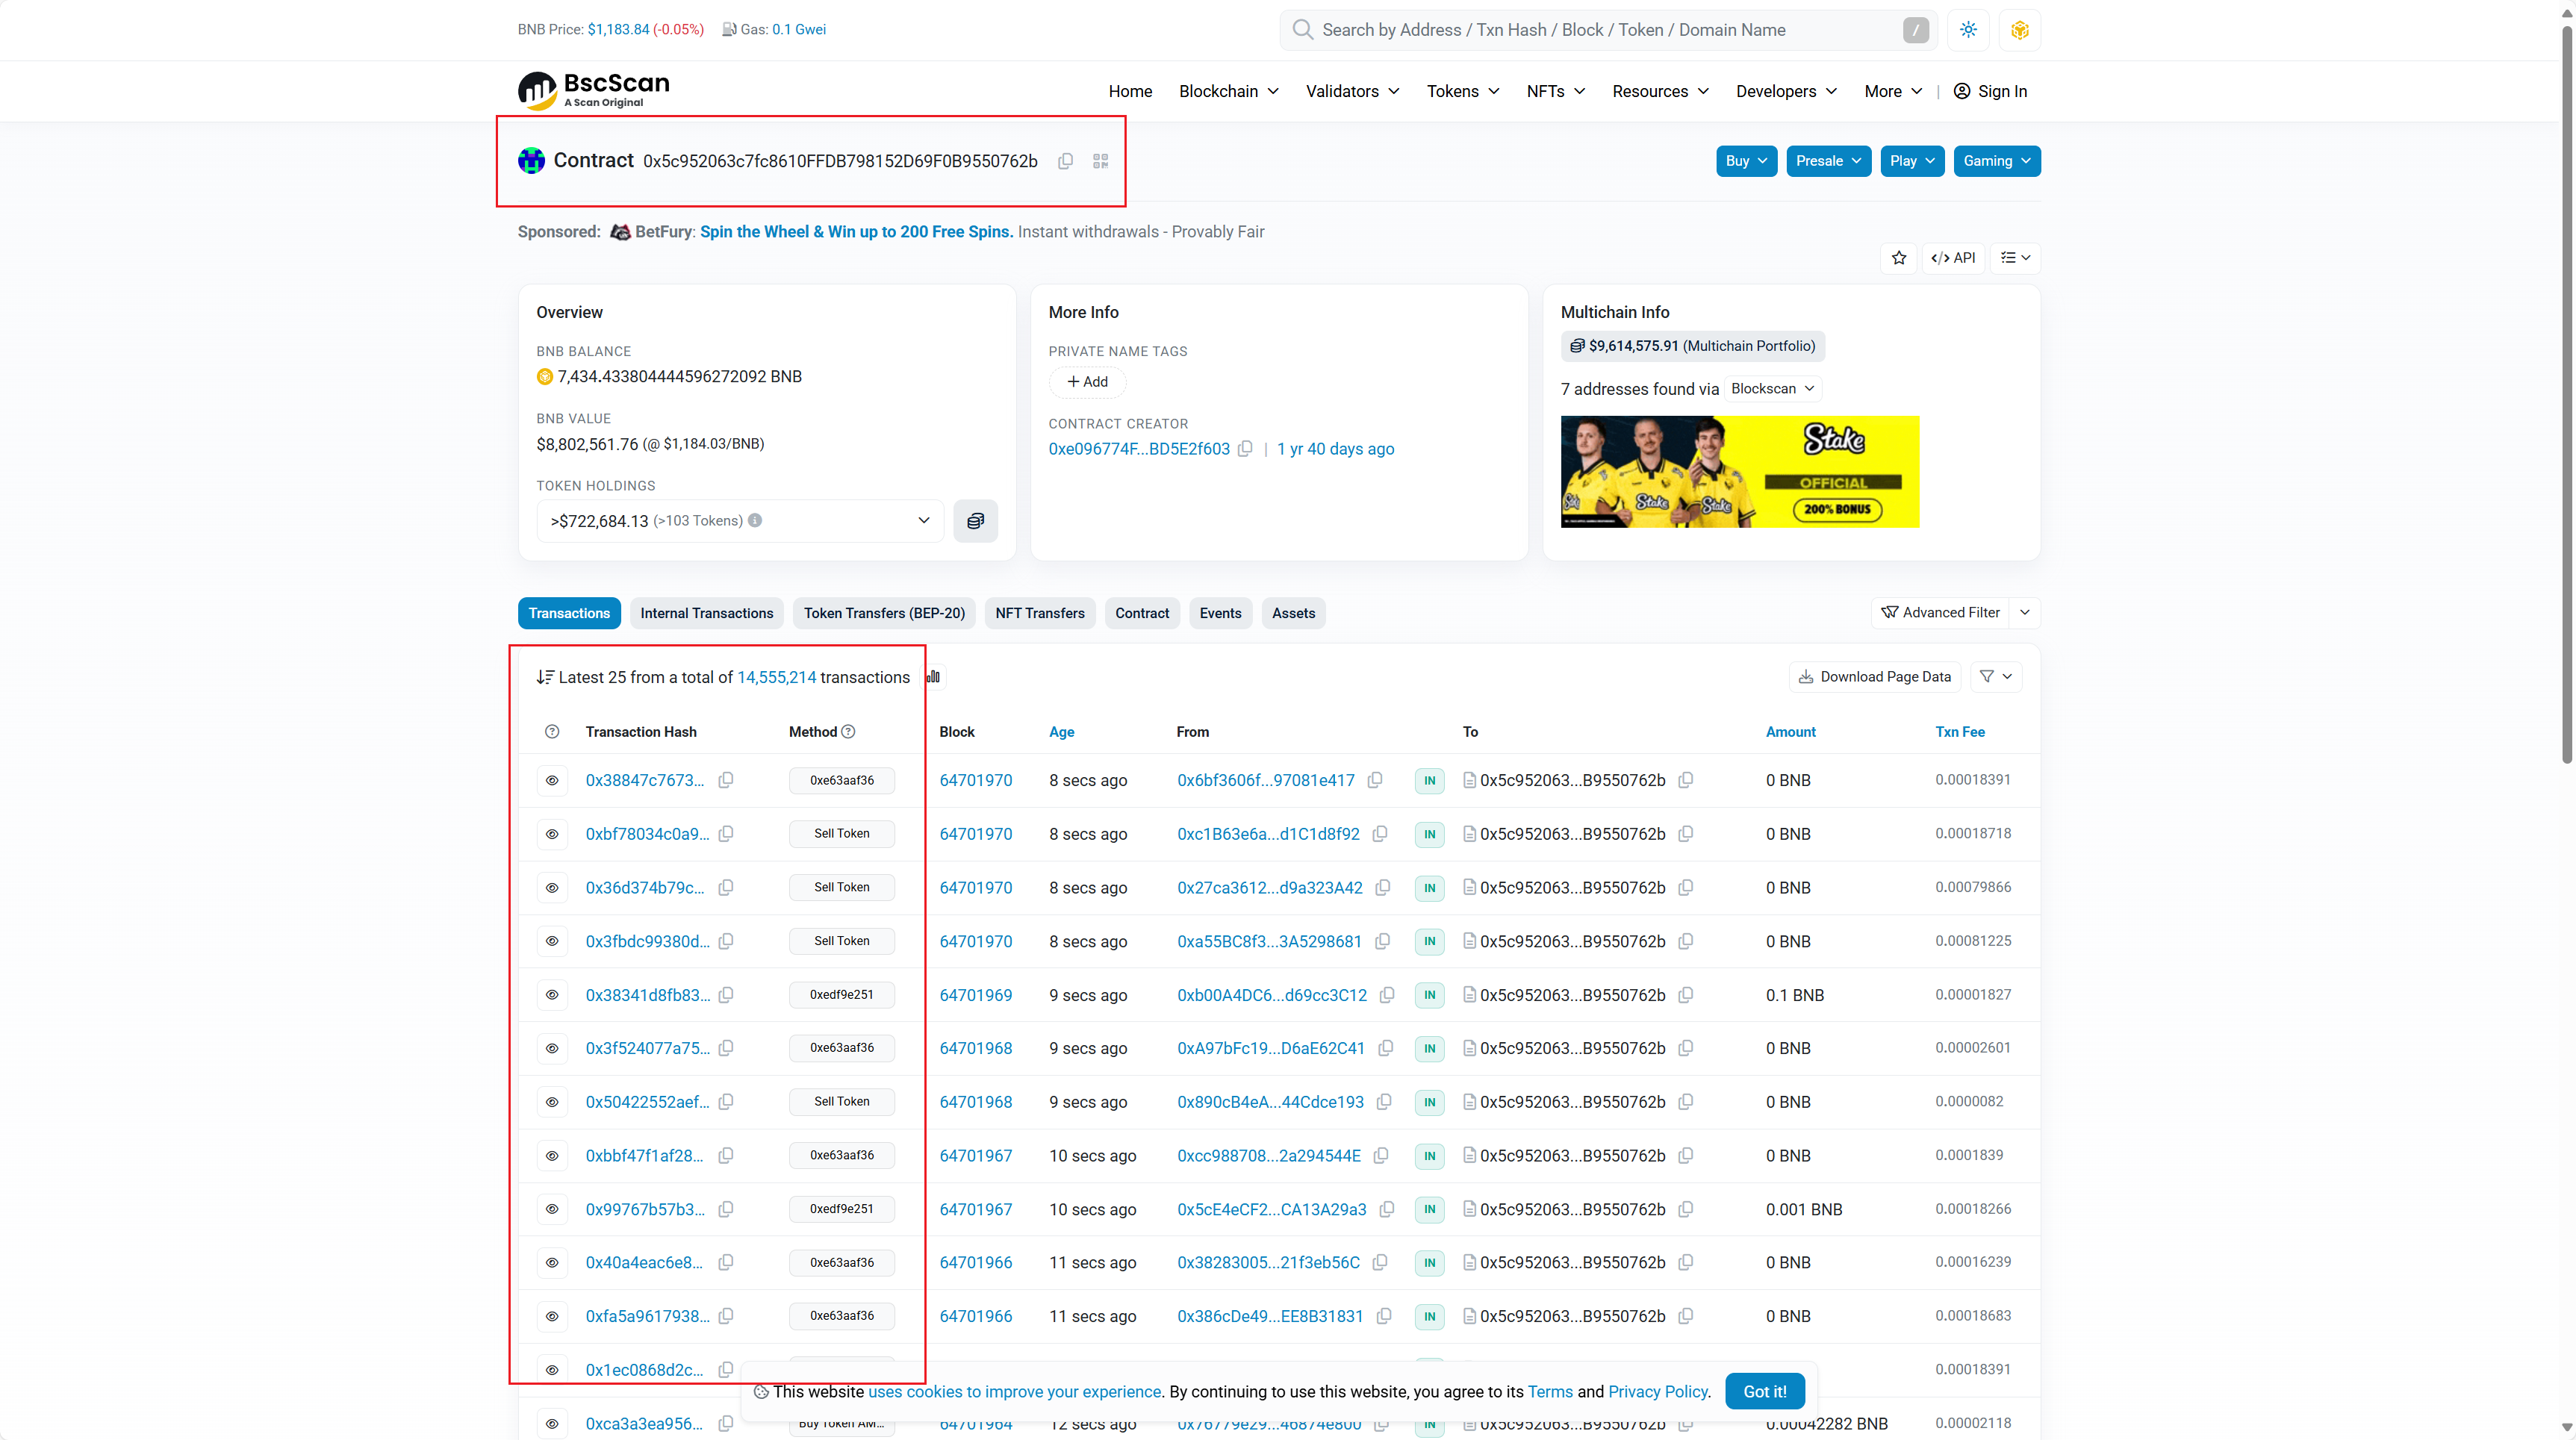 BNB Price: $1,183.84 (-0.05%) Gas: 0.1 Gwei
Search by Address / Txn Hash / Block / Token / Domain Name /
BscScan
A Scan Original
Home Blockchain Validators Tokens NFTs Resources Developers More | Sign In
Contract 0x5c952063c7fc8610FFDB798152D69F0B9550762b
Buy Presale Play Gaming
Sponsored: BetFury: Spin the Wheel & Win up to 200 Free Spins. Instant withdrawals - Provably Fair
</> API
Overview
BNB BALANCE
7,434.433804444596272092 BNB
BNB VALUE
$8,802,561.76 (@ $1,184.03/BNB)
TOKEN HOLDINGS
>$722,684.13 (>103 Tokens)
More Info
PRIVATE NAME TAGS
+ Add
CONTRACT CREATOR
0xe096774F...BD5E2f603 | 1 yr 40 days ago
Multichain Info
$9,614,575.91 (Multichain Portfolio)
7 addresses found via Blockscan
Stake
OFFICIAL
200% BONUS
Stake Stake
Transactions Internal Transactions Token Transfers (BEP-20) NFT Transfers Contract Events Assets
Advanced Filter
Latest 25 from a total of 14,555,214 transactions
Download Page Data
Transaction Hash Method Block Age From To Amount Txn Fee
0x38847c7673... 0xe63aaf36 64701970 8 secs ago 0x6bf3606f...97081e417 IN 0x5c952063...B9550762b 0 BNB 0.00018391
0xbf78034c0a9... Sell Token 64701970 8 secs ago 0xc1B63e6a...d1C1d8f92 IN 0x5c952063...B9550762b 0 BNB 0.00018718
0x36d374b79c... Sell Token 64701970 8 secs ago 0x27ca3612...d9a323A42 IN 0x5c952063...B9550762b 0 BNB 0.00079866
0x3fbdc99380d... Sell Token 64701970 8 secs ago 0xa55BC8f3...3A5298681 IN 0x5c952063...B9550762b 0 BNB 0.00081225
0x38341d8fb83... 0xedf9e251 64701969 9 secs ago 0xb00A4DC6...d69cc3C12 IN 0x5c952063...B9550762b 0.1 BNB 0.00001827
0x3f524077a75... 0xe63aaf36 64701968 9 secs ago 0xA97bFc19...D6aE62C41 IN 0x5c952063...B9550762b 0 BNB 0.00002601
0x50422552aef... Sell Token 64701968 9 secs ago 0x890cB4eA...44Cdce193 IN 0x5c952063...B9550762b 0 BNB 0.0000082
0xbbf47f1af28... 0xe63aaf36 64701967 10 secs ago 0xcc988708...2a294544E IN 0x5c952063...B9550762b 0 BNB 0.0001839
0x99767b57b3... 0xedf9e251 64701967 10 secs ago 0x5cE4eCF2...CA13A29a3 IN 0x5c952063...B9550762b 0.001 BNB 0.00018266
0x40a4eac6e8... 0xe63aaf36 64701966 11 secs ago 0x38283005...21f3eb56C IN 0x5c952063...B9550762b 0 BNB 0.00016239
0xfa5a9617938... 0xe63aaf36 64701966 11 secs ago 0x386cDe49...EE8B31831 IN 0x5c952063...B9550762b 0 BNB 0.00018683
0x1ec0868d2c... 0.00018391
This website uses cookies to improve your experience. By continuing to use this website, you agree to its Terms and Privacy Policy. Got it!
0xca3a3ea956... Buy Token AM... 64701964 12 secs ago 0x76779e29...46874e800 IN 0x5c952063...B9550762b 0.00042282 BNB 0.00002118